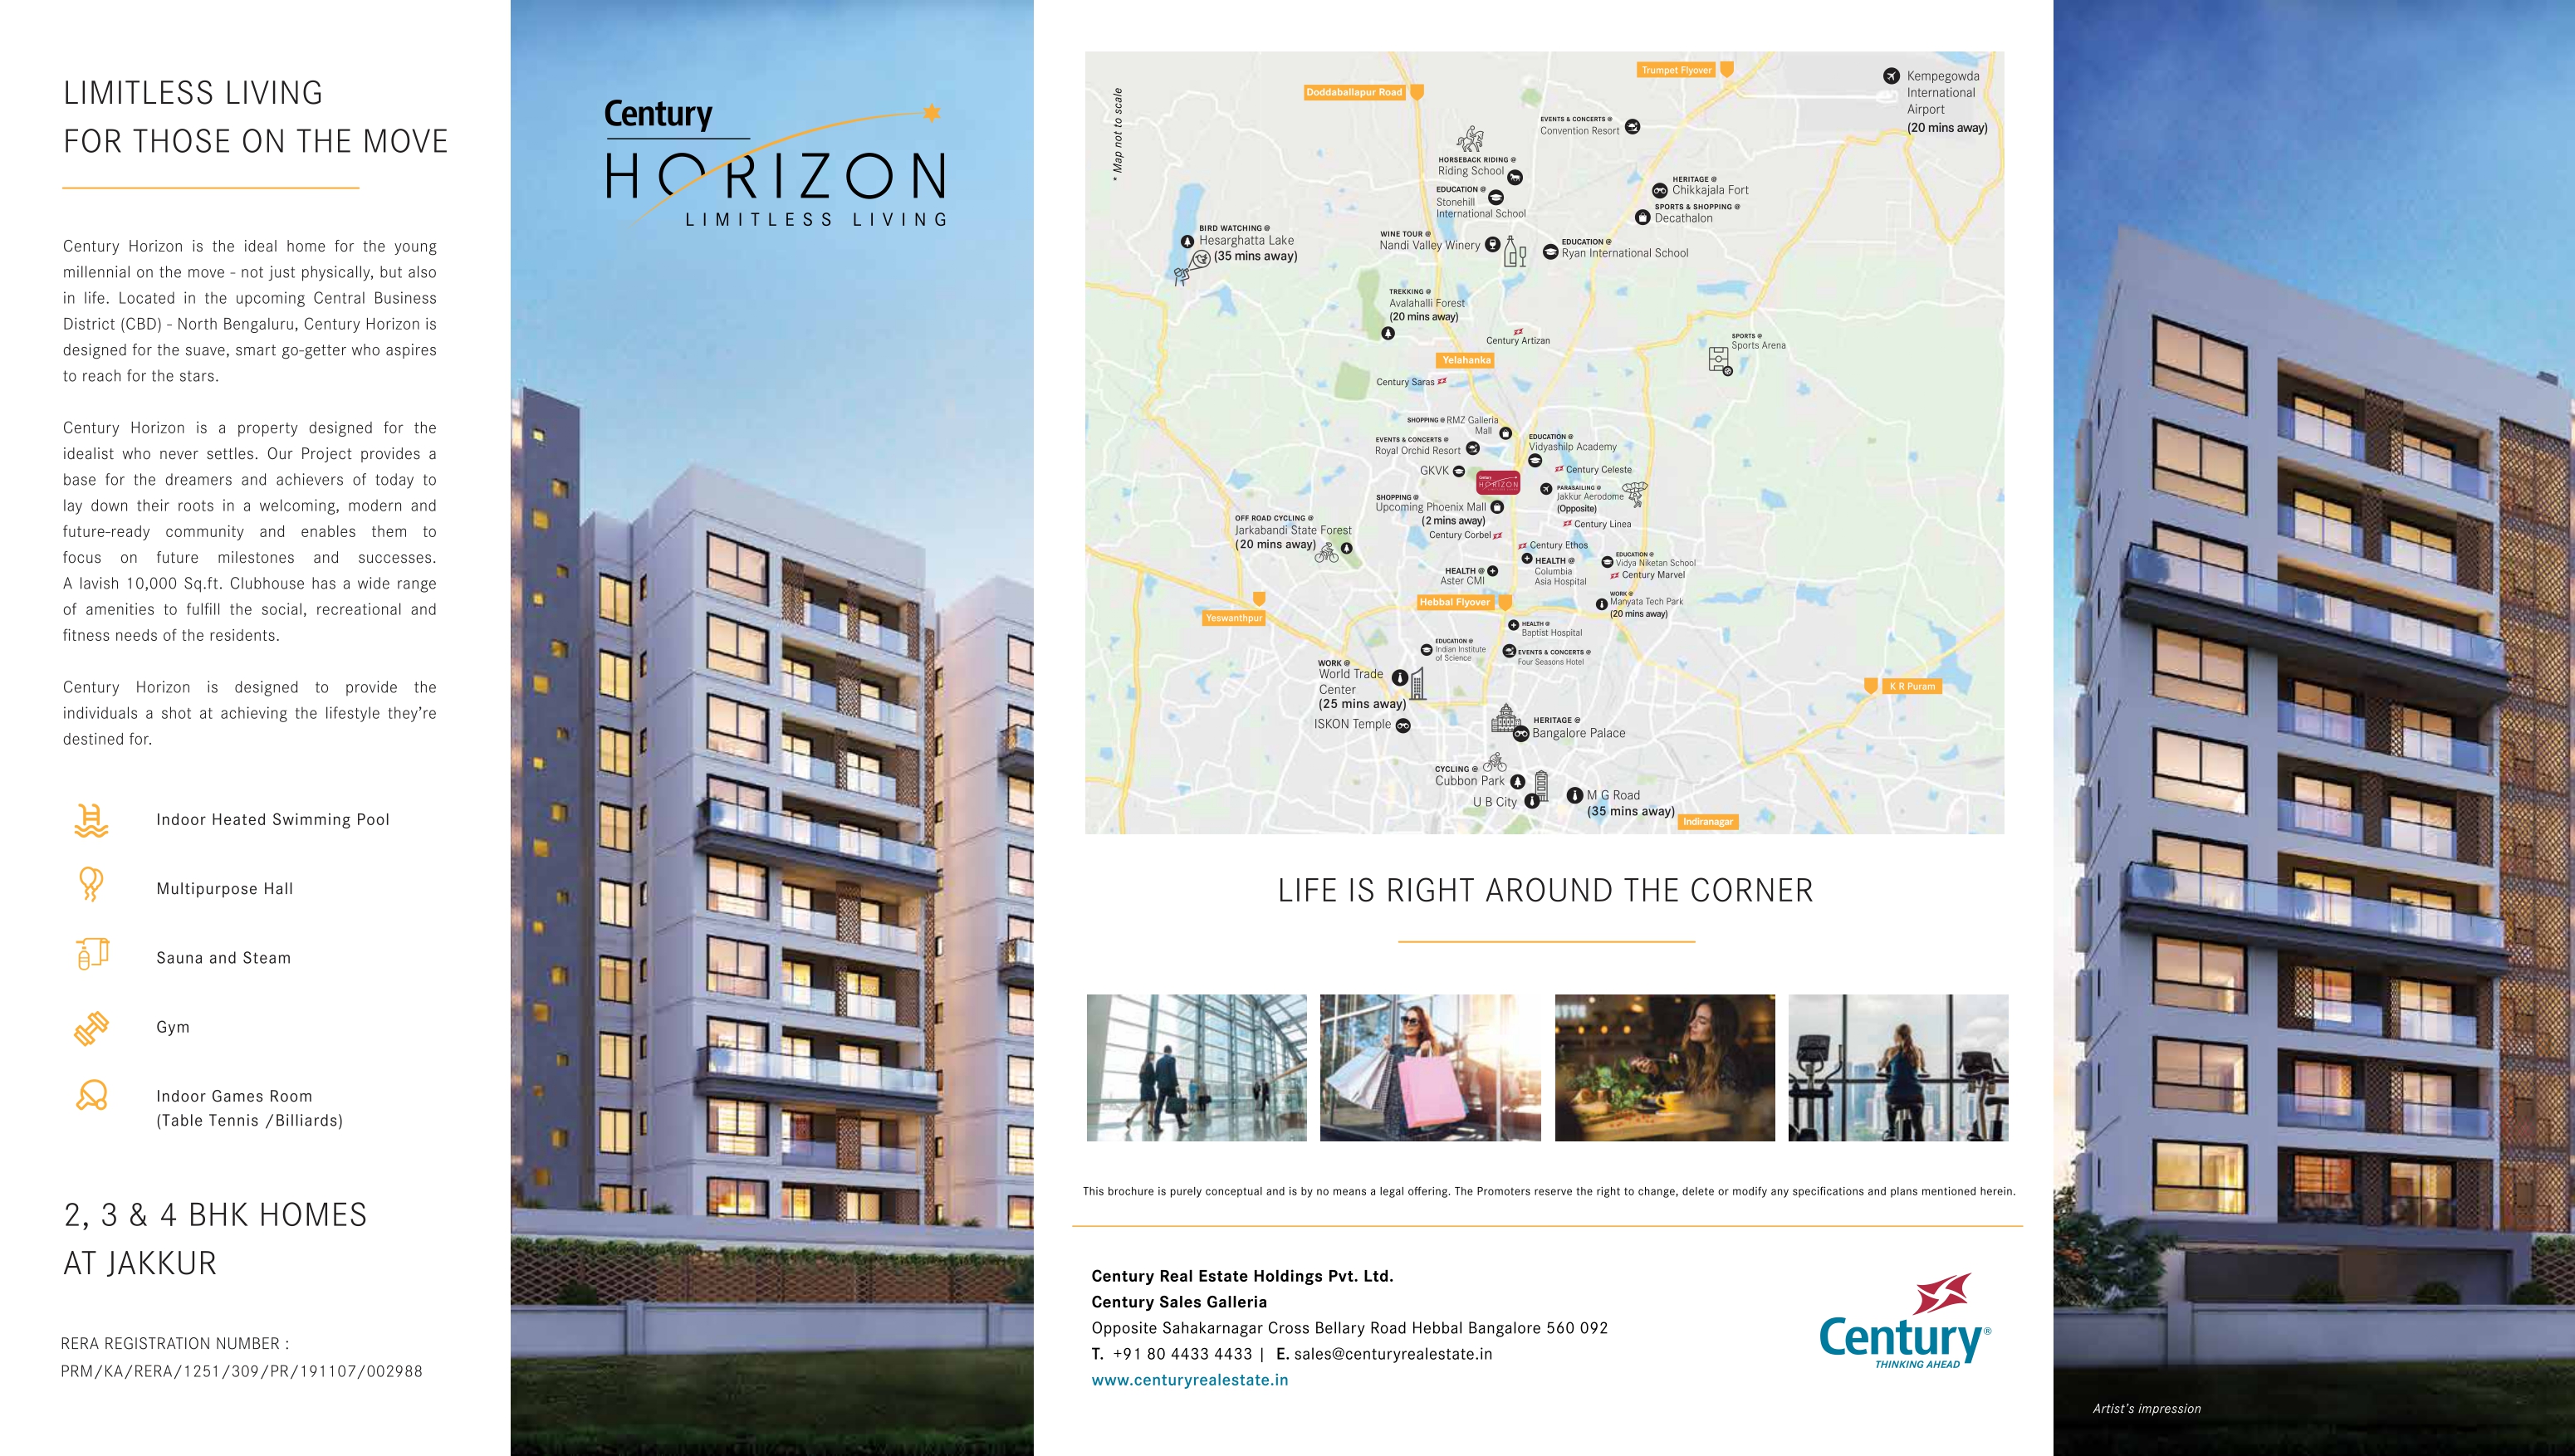 LIMITLESS LIVING
FOR THOSE ON THE MOVE
Century Horizon is the ideal home for the young
millennial on the move - not just physically, but also
in life. Located in the upcoming Central Business
District (CBD) - North Bengaluru, Century Horizon is
designed for the suave, smart go-getter who aspires
to reach for the stars.
Century Horizon is a property designed for the
idealist who never settles. Our Project provides a
base for the dreamers and achievers of today to
lay down their roots in a welcoming, modern and
future-ready community and enables them to
focus on future milestones and successes.
A lavish 10,000 Sq.ft. Clubhouse has a wide range
of amenities to fulfill the social, recreational and
fitness needs of the residents.
Century Horizon is designed to provide the
individuals a shot at achieving the lifestyle they're
destined for.
Indoor Heated Swimming Pool
Multipurpose Hall
Sauna and Steam
Gym
Indoor Games Room
(Table Tennis /Billiards)
2, 3 & 4 BHK HOMES
AT JAKKUR
RERA REGISTRATION NUMBER :
PRM/KA/RERA/1251/309/PR/191107/002988
Century
HORIZON
LIMITLESS LIVING
* Map not to scale
Doddaballapur Road
Trumpet Flyover
Kempegowda
International
Airport
(20 mins away)
EVENTS & CONCERTS @
Convention Resort
HORSEBACK RIDING @
Riding School
EDUCATION @
Stonehill
International School
HERITAGE @
Chikkajala Fort
SPORTS & SHOPPING @
Decathalon
BIRD WATCHING @
Hesarghatta Lake
(35 mins away)
WINE TOUR @
Nandi Valley Winery
EDUCATION @
Ryan International School
TREKKING @
Avalahalli Forest
(20 mins away)
Century Artizan
SPORTS @
Sports Arena
Yelahanka
Century Saras
SHOPPING @ RMZ Galleria
Mall
EVENTS & CONCERTS @
Royal Orchid Resort
EDUCATION @
Vidyashilp Academy
GKVK
Century Celeste
Century
HORIZON
PARASAILING @
Jakkur Aerodome
(Opposite)
SHOPPING @
Upcoming Phoenix Mall
(2 mins away)
Century Linea
OFF ROAD CYCLING @
Jarkabandi State Forest
(20 mins away)
Century Corbel
Century Ethos
HEALTH @
Columbia
Asia Hospital
EDUCATION @
Vidya Niketan School
Century Marvel
HEALTH @
Aster CMI
WORK @
Manyata Tech Park
(20 mins away)
Hebbal Flyover
Yeswanthpur
HEALTH @
Baptist Hospital
EDUCATION @
Indian Institute
of Science
EVENTS & CONCERTS @
Four Seasons Hotel
WORK @
World Trade
Center
(25 mins away)
K R Puram
ISKON Temple
HERITAGE @
Bangalore Palace
CYCLING @
Cubbon Park
U B City
M G Road
(35 mins away)
Indiranagar
LIFE IS RIGHT AROUND THE CORNER
This brochure is purely conceptual and is by no means a legal offering. The Promoters reserve the right to change, delete or modify any specifications and plans mentioned herein.
Century Real Estate Holdings Pvt. Ltd.
Century Sales Galleria
Opposite Sahakarnagar Cross Bellary Road Hebbal Bangalore 560 092
T. +91 80 4433 4433 | E. sales@centuryrealestate.in
www.centuryrealestate.in
Century®
THINKING AHEAD
Artist's impression